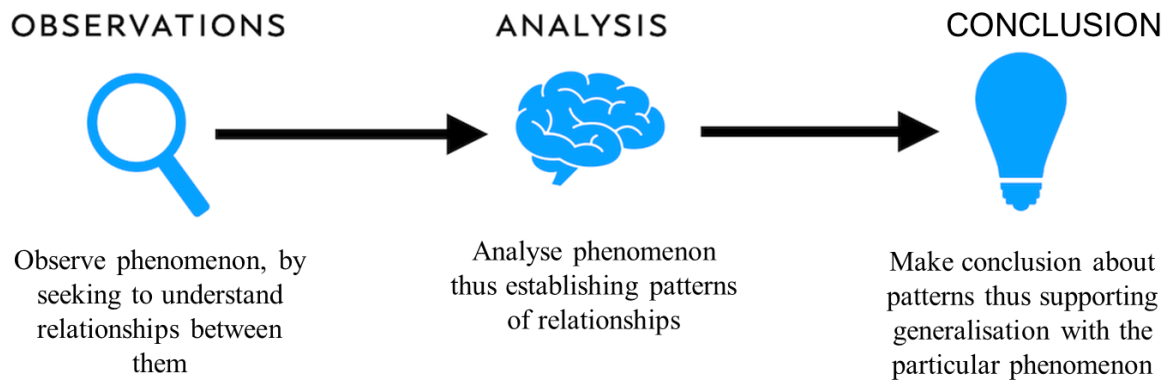 OBSERVATIONS
ANALYSIS
CONCLUSION
Observe phenomenon, by
seeking to understand
relationships between
them
Analyse phenomenon
thus establishing patterns
of relationships
Make conclusion about
patterns thus supporting
generalisation with the
particular phenomenon